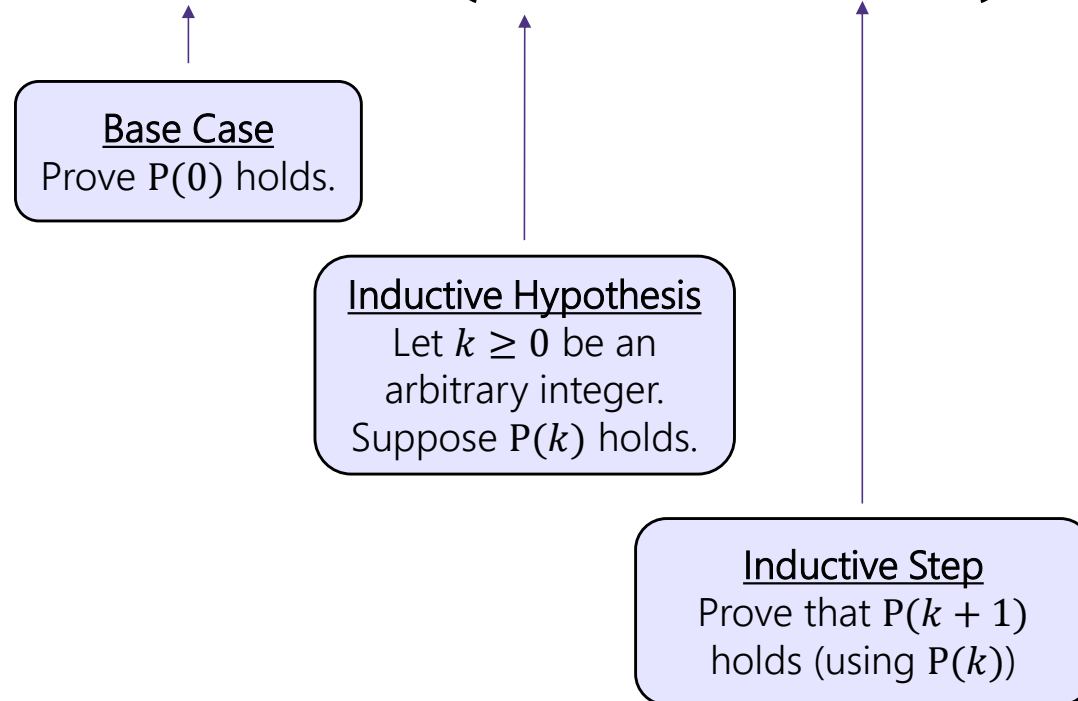 Base Case
Prove P(0) holds.
Inductive Hypothesis
Let k ≥ 0 be an
arbitrary integer.
Suppose P(k) holds.
Inductive Step
Prove that P(k + 1)
holds (using P(k))